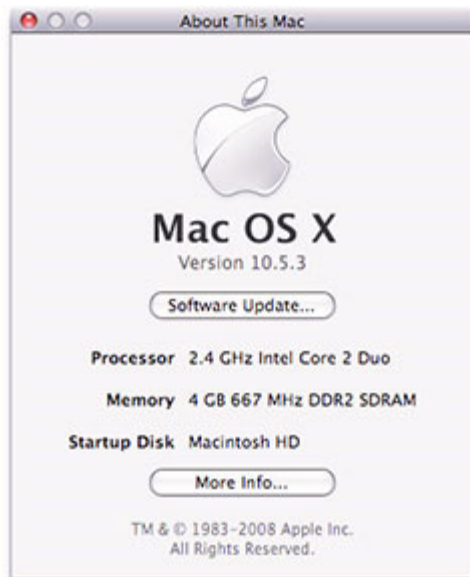 About This Mac
Mac OS X
Version 10.5.3
Software Update...
Processor 2.4 GHz Intel Core 2 Duo
Memory 4 GB 667 MHz DDR2 SDRAM
Startup Disk Macintosh HD
More Info...
TM & © 1983-2008 Apple Inc.
All Rights Reserved.